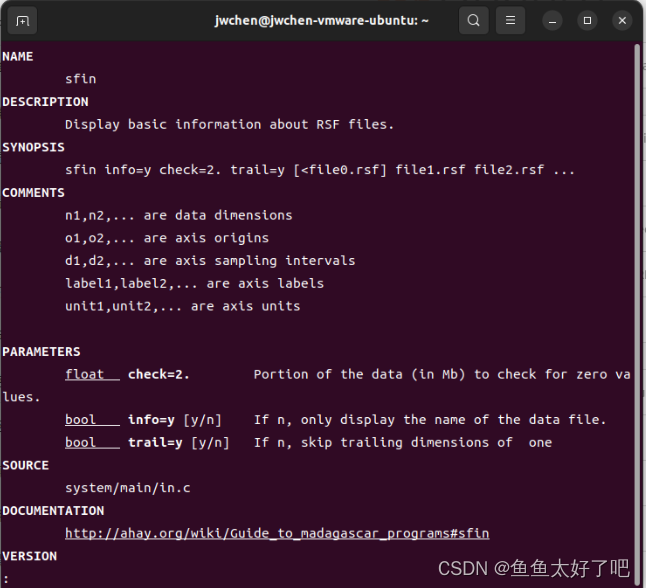 jwchen@jwchen-vmware-ubuntu: ~
NAME
sfin
DESCRIPTION
Display basic information about RSF files.
SYNOPSIS
sfin info=y check=2. trail=y [<file0.rsf] file1.rsf file2.rsf ...
COMMENTS
n1,n2,... are data dimensions
o1,o2,... are axis origins
d1,d2,... are axis sampling intervals
label1,label2,... are axis labels
unit1,unit2,... are axis units
PARAMETERS
float check=2. Portion of the data (in Mb) to check for zero va
lues.
bool info=y [y/n] If n, only display the name of the data file.
bool trail=y [y/n] If n, skip trailing dimensions of one
SOURCE
system/main/in.c
DOCUMENTATION
http://ahay.org/wiki/Guide_to_madagascar_programs#sfin
VERSION
:
CSDN @鱼鱼太好了吧